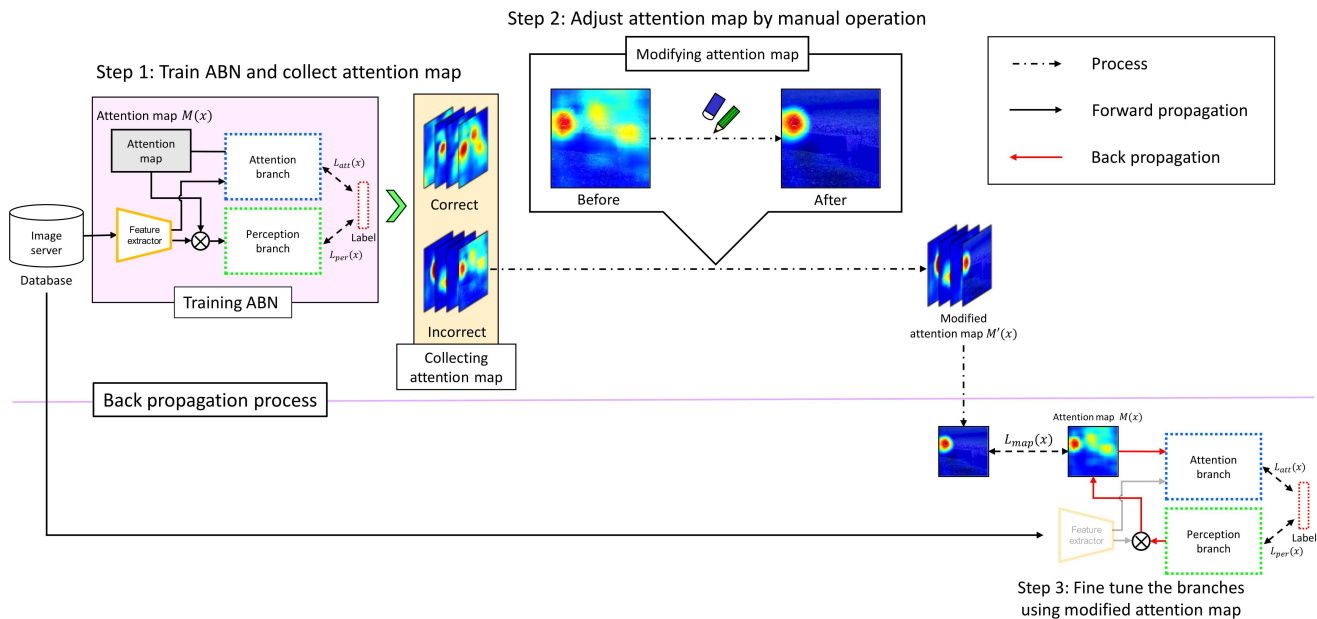 Step 2: Adjust attention map by manual operation
Modifying attention map
Before
After
Process
Forward propagation
Back propagation
Step 1: Train ABN and collect attention map
Attention map M(x)
Attention
map
Attention
branch
Perception
branch
Feature
extractor
L_att(x)
L_per(x)
Label
Image
server
Database
Training ABN
Correct
Incorrect
Collecting
attention map
Modified
attention map M′(x)
Back propagation process
L_map(x)
Attention map M(x)
Attention
branch
Perception
branch
Feature
extractor
L_att(x)
L_per(x)
Label
Step 3: Fine tune the branches
using modified attention map